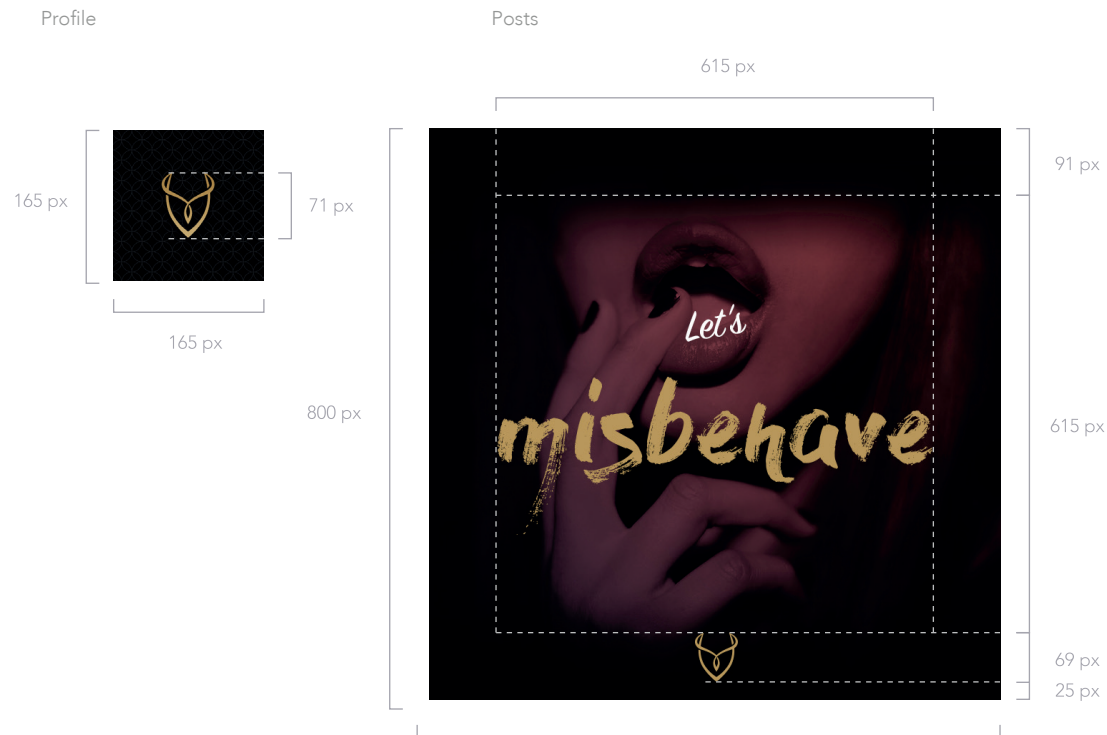 Profile
Posts
615 px
91 px
165 px
71 px
Let's
165 px
800 px
misbehave
615 px
69 px
25 px